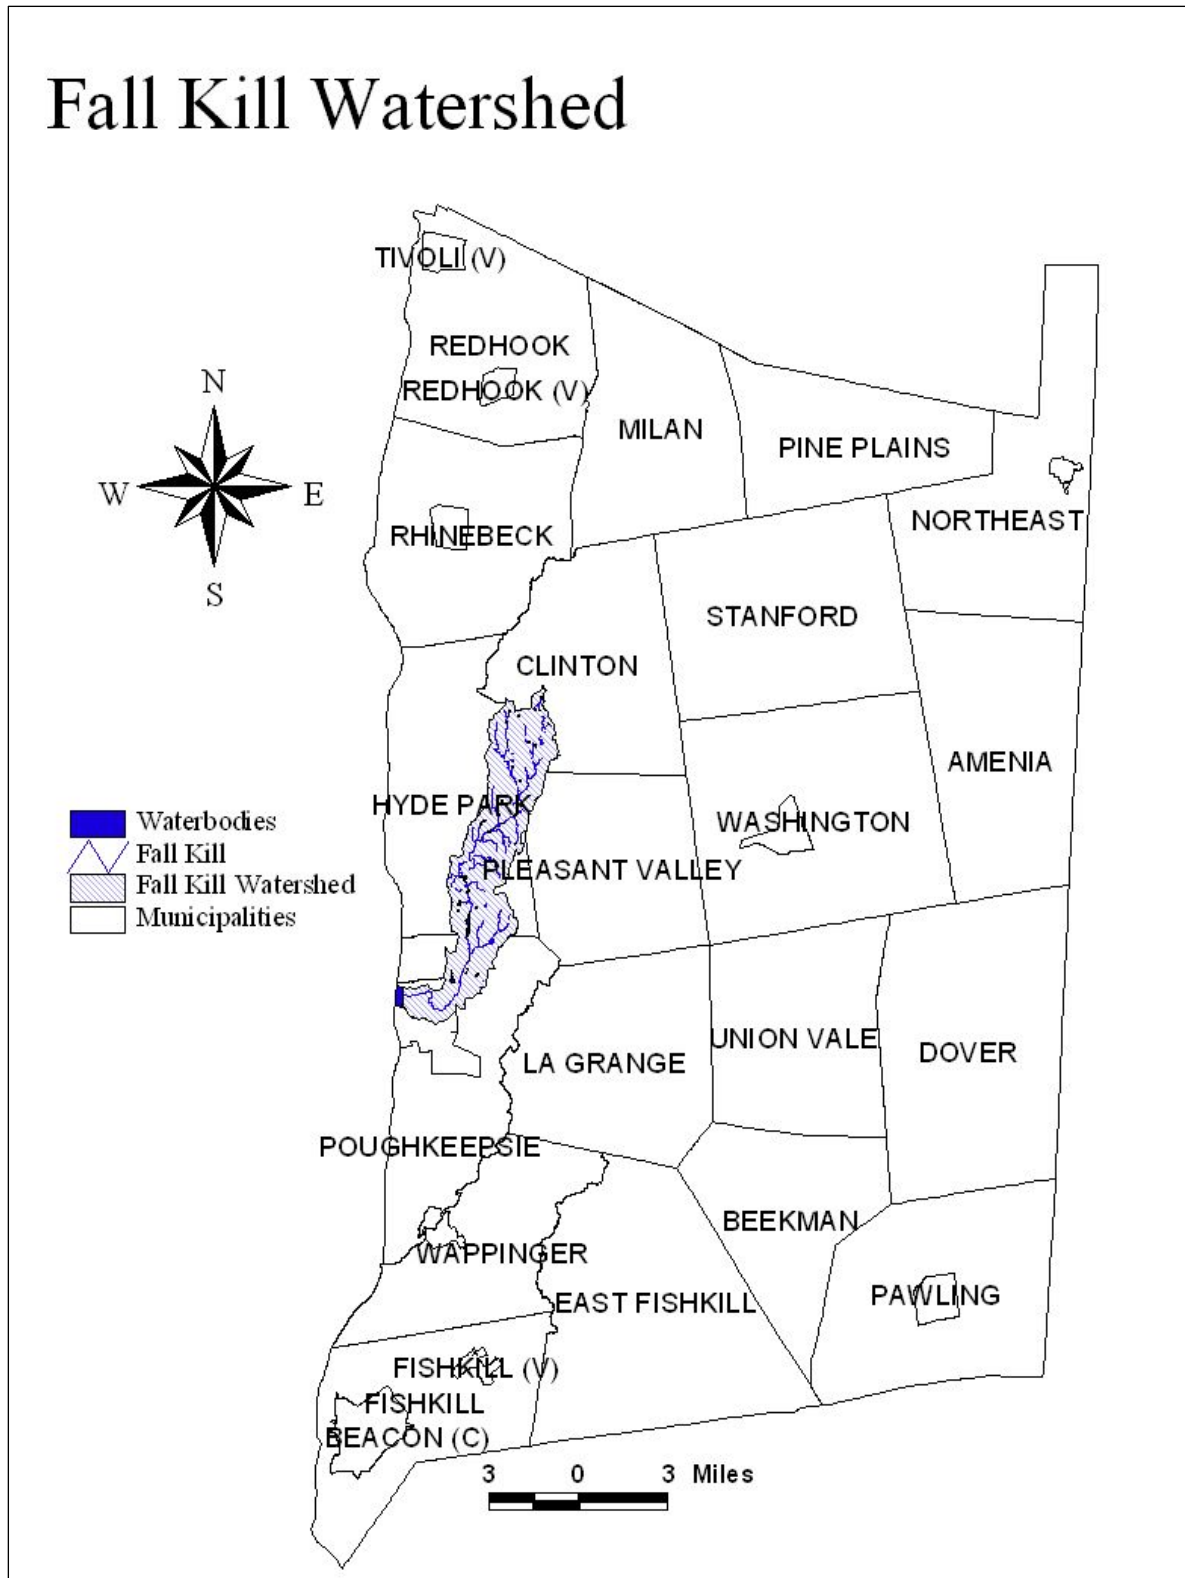 Fall Kill Watershed
TIVOLI (V)
REDHOOK
REDHOOK (V)
N
W
E
S
MILAN
PINE PLAINS
NORTHEAST
RHINEBECK
STANFORD
CLINTON
AMENIA
HYDE PARK
WASHINGTON
PLEASANT VALLEY
Waterbodies
Fall Kill
Fall Kill Watershed
Municipalities
UNION VALE
DOVER
LA GRANGE
POUGHKEEPSIE
BEEKMAN
WAPPINGER
PAWLING
EAST FISHKILL
FISHKILL (V)
FISHKILL
BEACON (C)
3 0 3 Miles